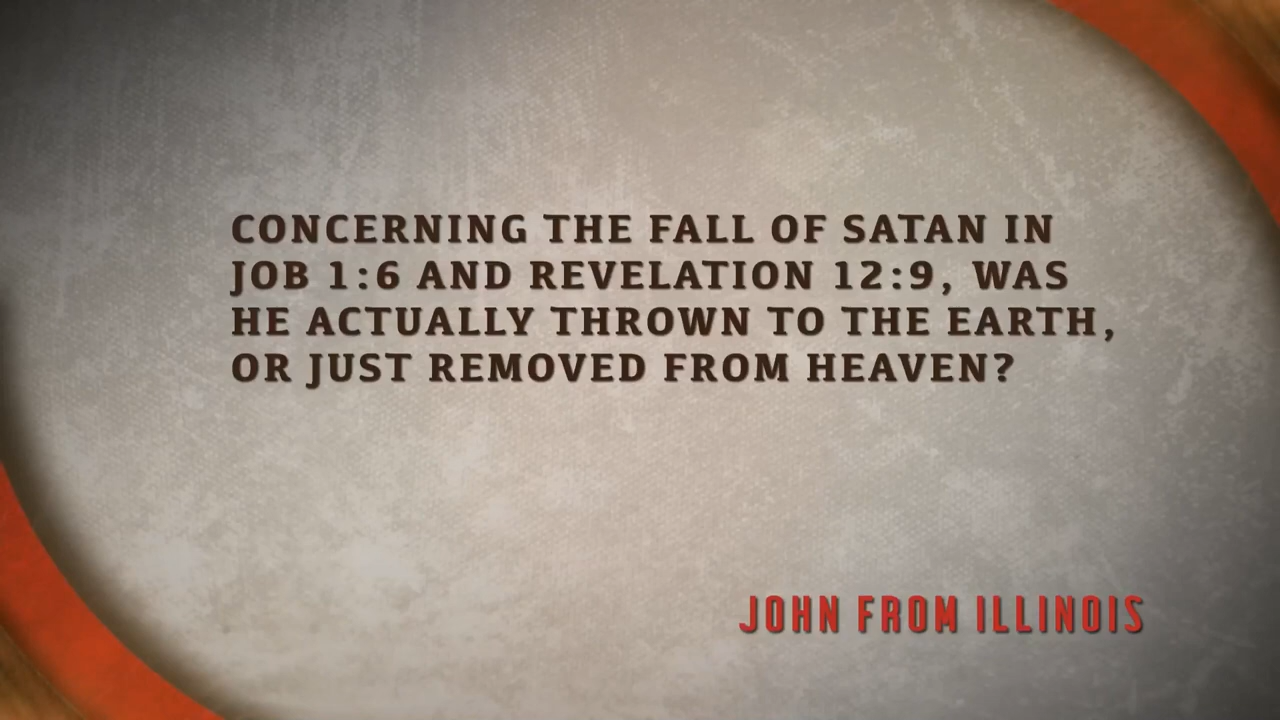 CONCERNING THE FALL OF SATAN IN
JOB 1:6 AND REVELATION 12:9, WAS
HE ACTUALLY THROWN TO THE EARTH,
OR JUST REMOVED FROM HEAVEN?
JOHN FROM ILLINOIS